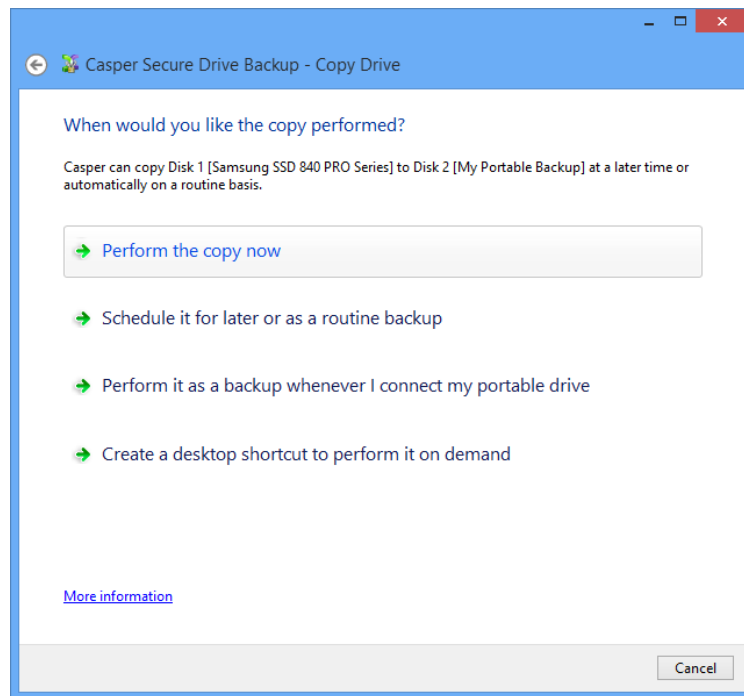 Casper Secure Drive Backup - Copy Drive
When would you like the copy performed?
Casper can copy Disk 1 [Samsung SSD 840 PRO Series] to Disk 2 [My Portable Backup] at a later time or
automatically on a routine basis.
Perform the copy now
Schedule it for later or as a routine backup
Perform it as a backup whenever I connect my portable drive
Create a desktop shortcut to perform it on demand
More information
Cancel